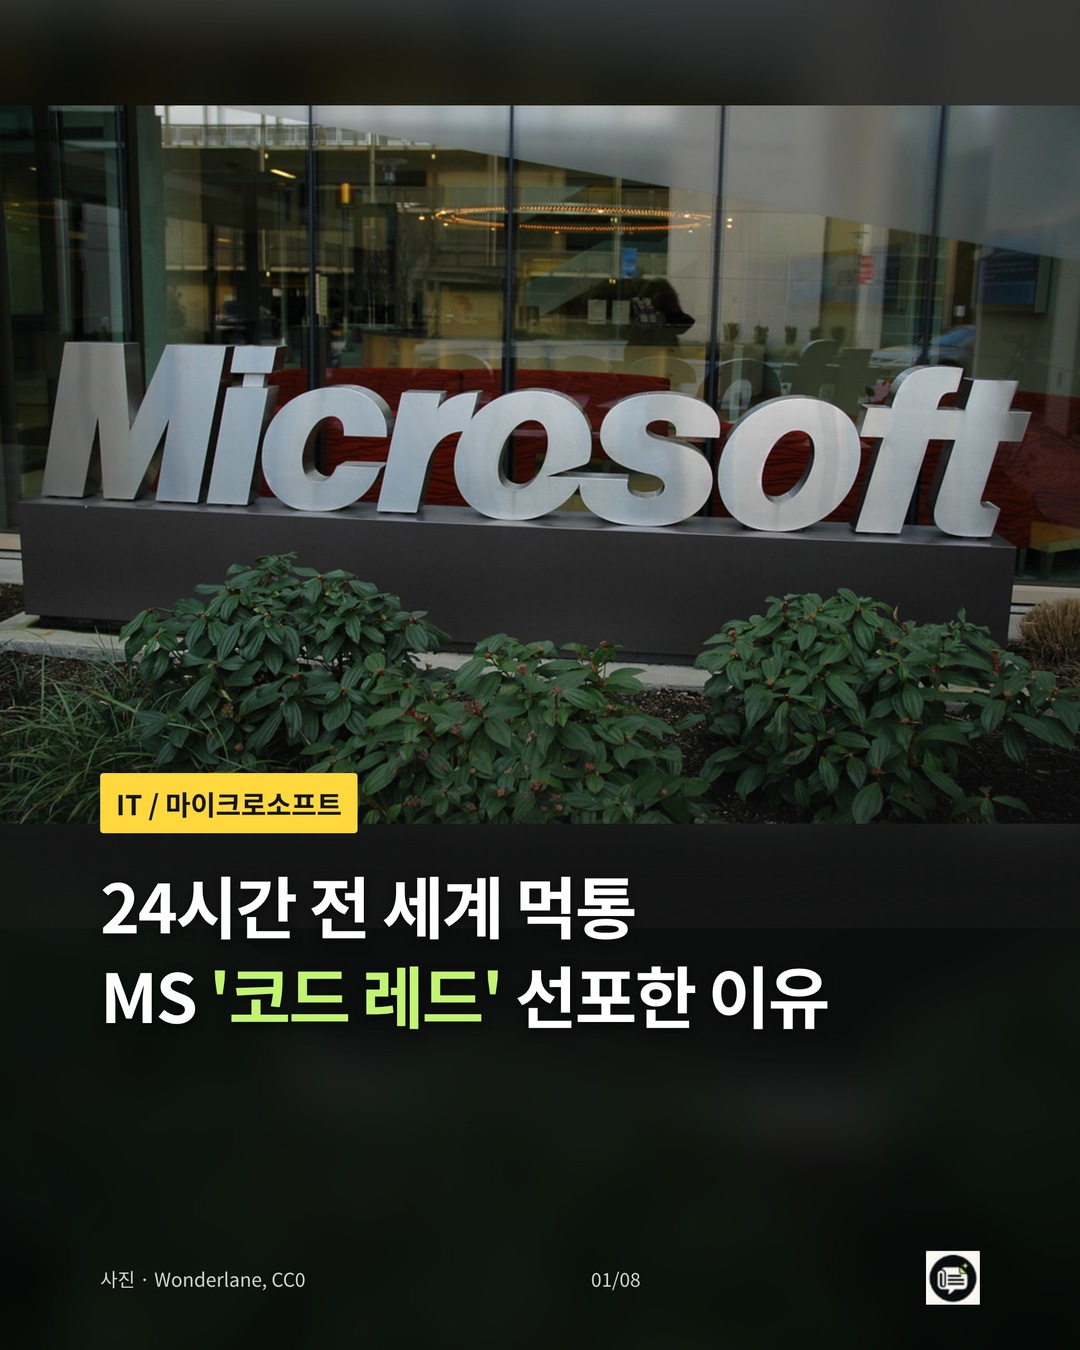 Microsoft
IT / 마이크로소프트
24시간 전 세계 먹통
MS '코드 레드' 선포한 이유
사진 · Wonderlane, CC0
01/08